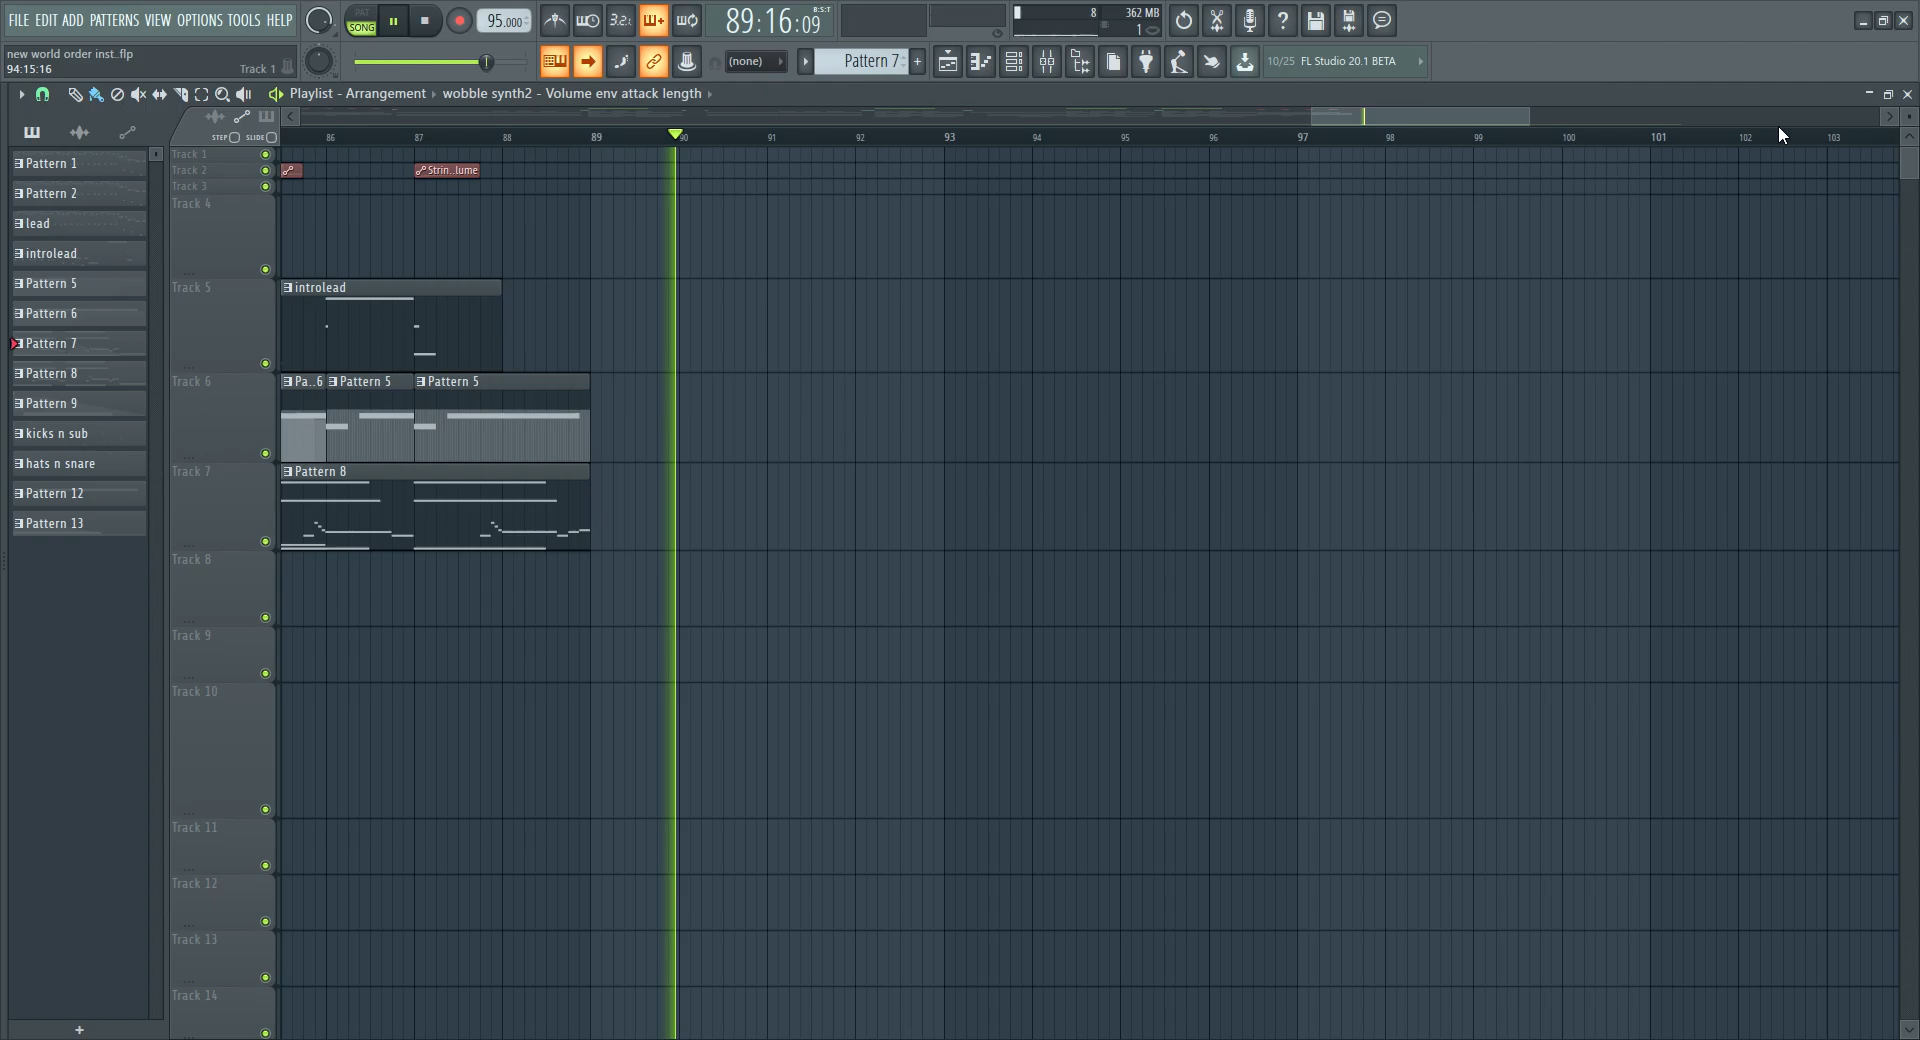 FILE EDIT ADD PATTERNS VIEW OPTIONS TOOLS HELP
PAT
SONG
95.000
3.2.
89:16:09
B:S:T
8
362 MB
1
new world order inst_.flp
94:15:16
Track 1
(none)
Pattern 7
10/25 FL Studio 20.1 BETA
Playlist - Arrangement
wobble synth2 - Volume env attack length
STEP
SLIDE
86
87
88
89
90
91
92
93
94
95
96
97
98
99
100
101
102
103
Pattern 1
Pattern 2
lead
introlead
Pattern 5
Pattern 6
Pattern 7
Pattern 8
Pattern 9
kicks n sub
hats n snare
Pattern 12
Pattern 13
+
Track 1
Track 2
Strin..lume
Track 3
Track 4
Track 5
introlead
Track 6
Pa..6
Pattern 5
Pattern 5
Track 7
Pattern 8
Track 8
Track 9
Track 10
Track 11
Track 12
Track 13
Track 14